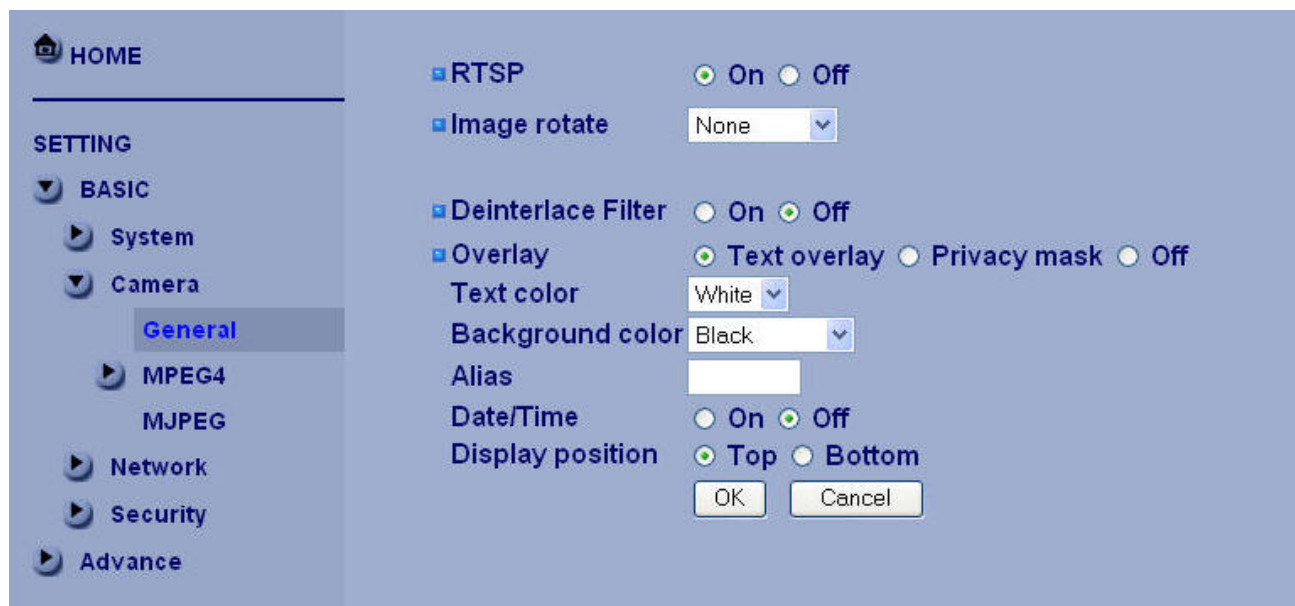 HOME
SETTING
BASIC
System
Camera
General
MPEG4
MJPEG
Network
Security
Advance
RTSP On Off
Image rotate None
Deinterlace Filter On Off
Overlay Text overlay Privacy mask Off
Text color White
Background color Black
Alias
Date/Time On Off
Display position Top Bottom
OK Cancel